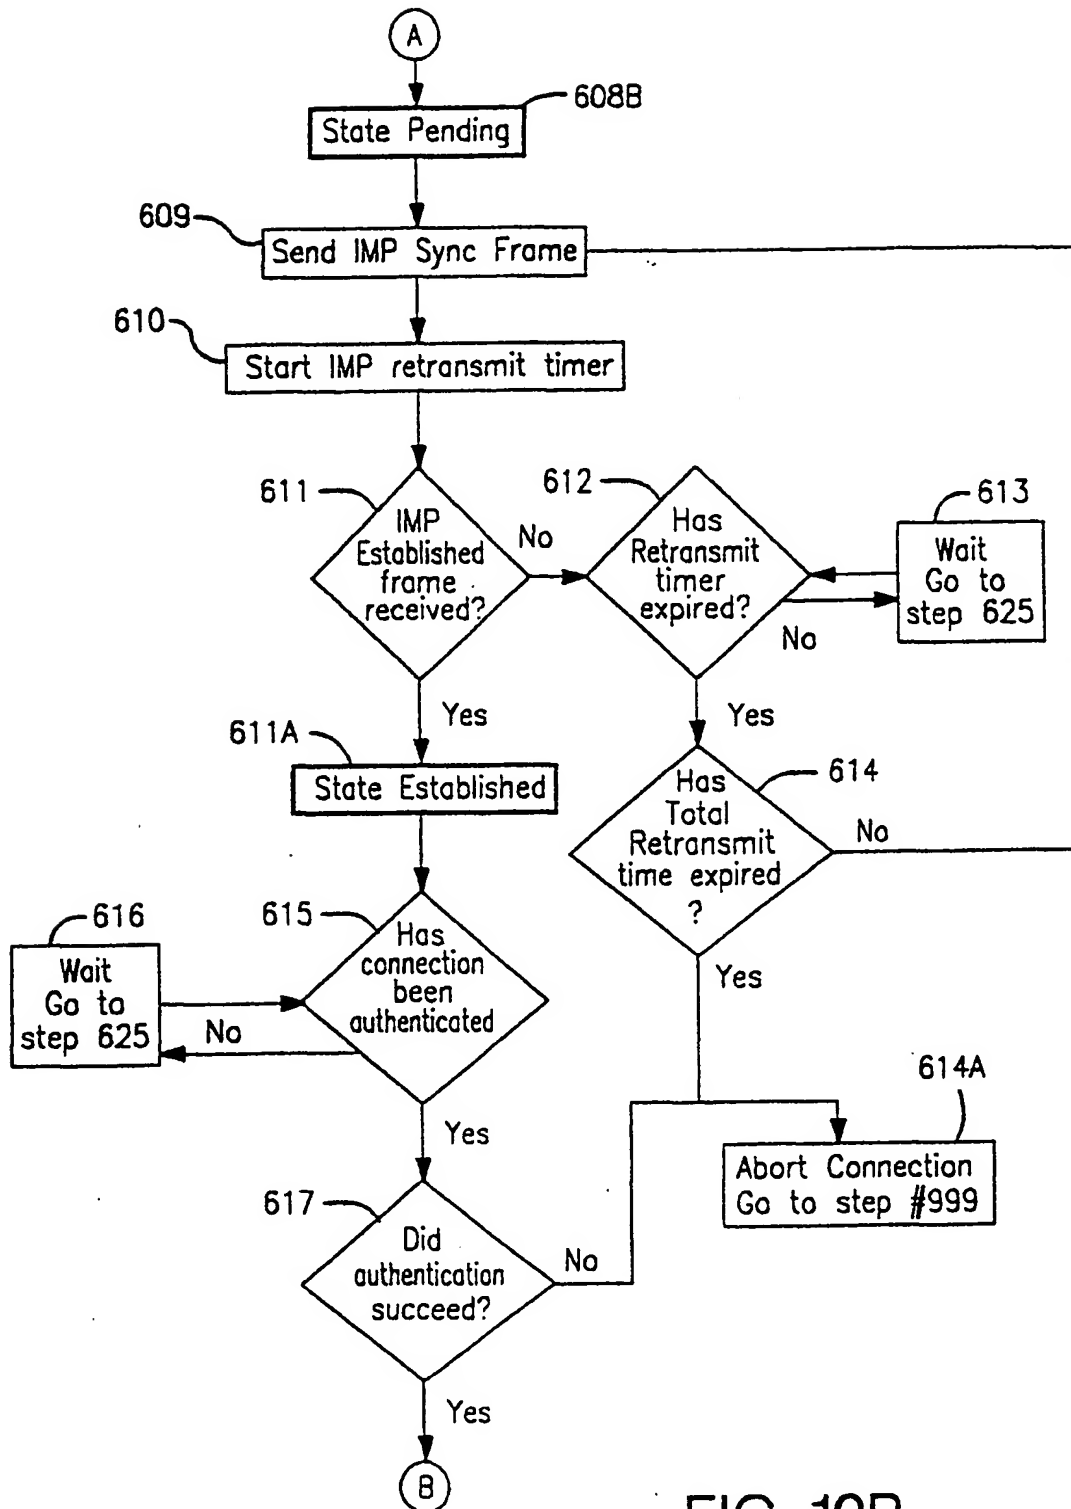 A
608B
State Pending
609
Send IMP Sync Frame
610
Start IMP retransmit timer
611
IMP
Established
frame
received?
No
Yes
612
Has
Retransmit
timer
expired?
No
Yes
613
Wait
Go to
step 625
611A
State Established
614
Has
Total
Retransmit
time expired
?
No
Yes
615
Has
connection
been
authenticated
No
Yes
616
Wait
Go to
step 625
614A
Abort Connection
Go to step #999
617
Did
authentication
succeed?
No
Yes
B